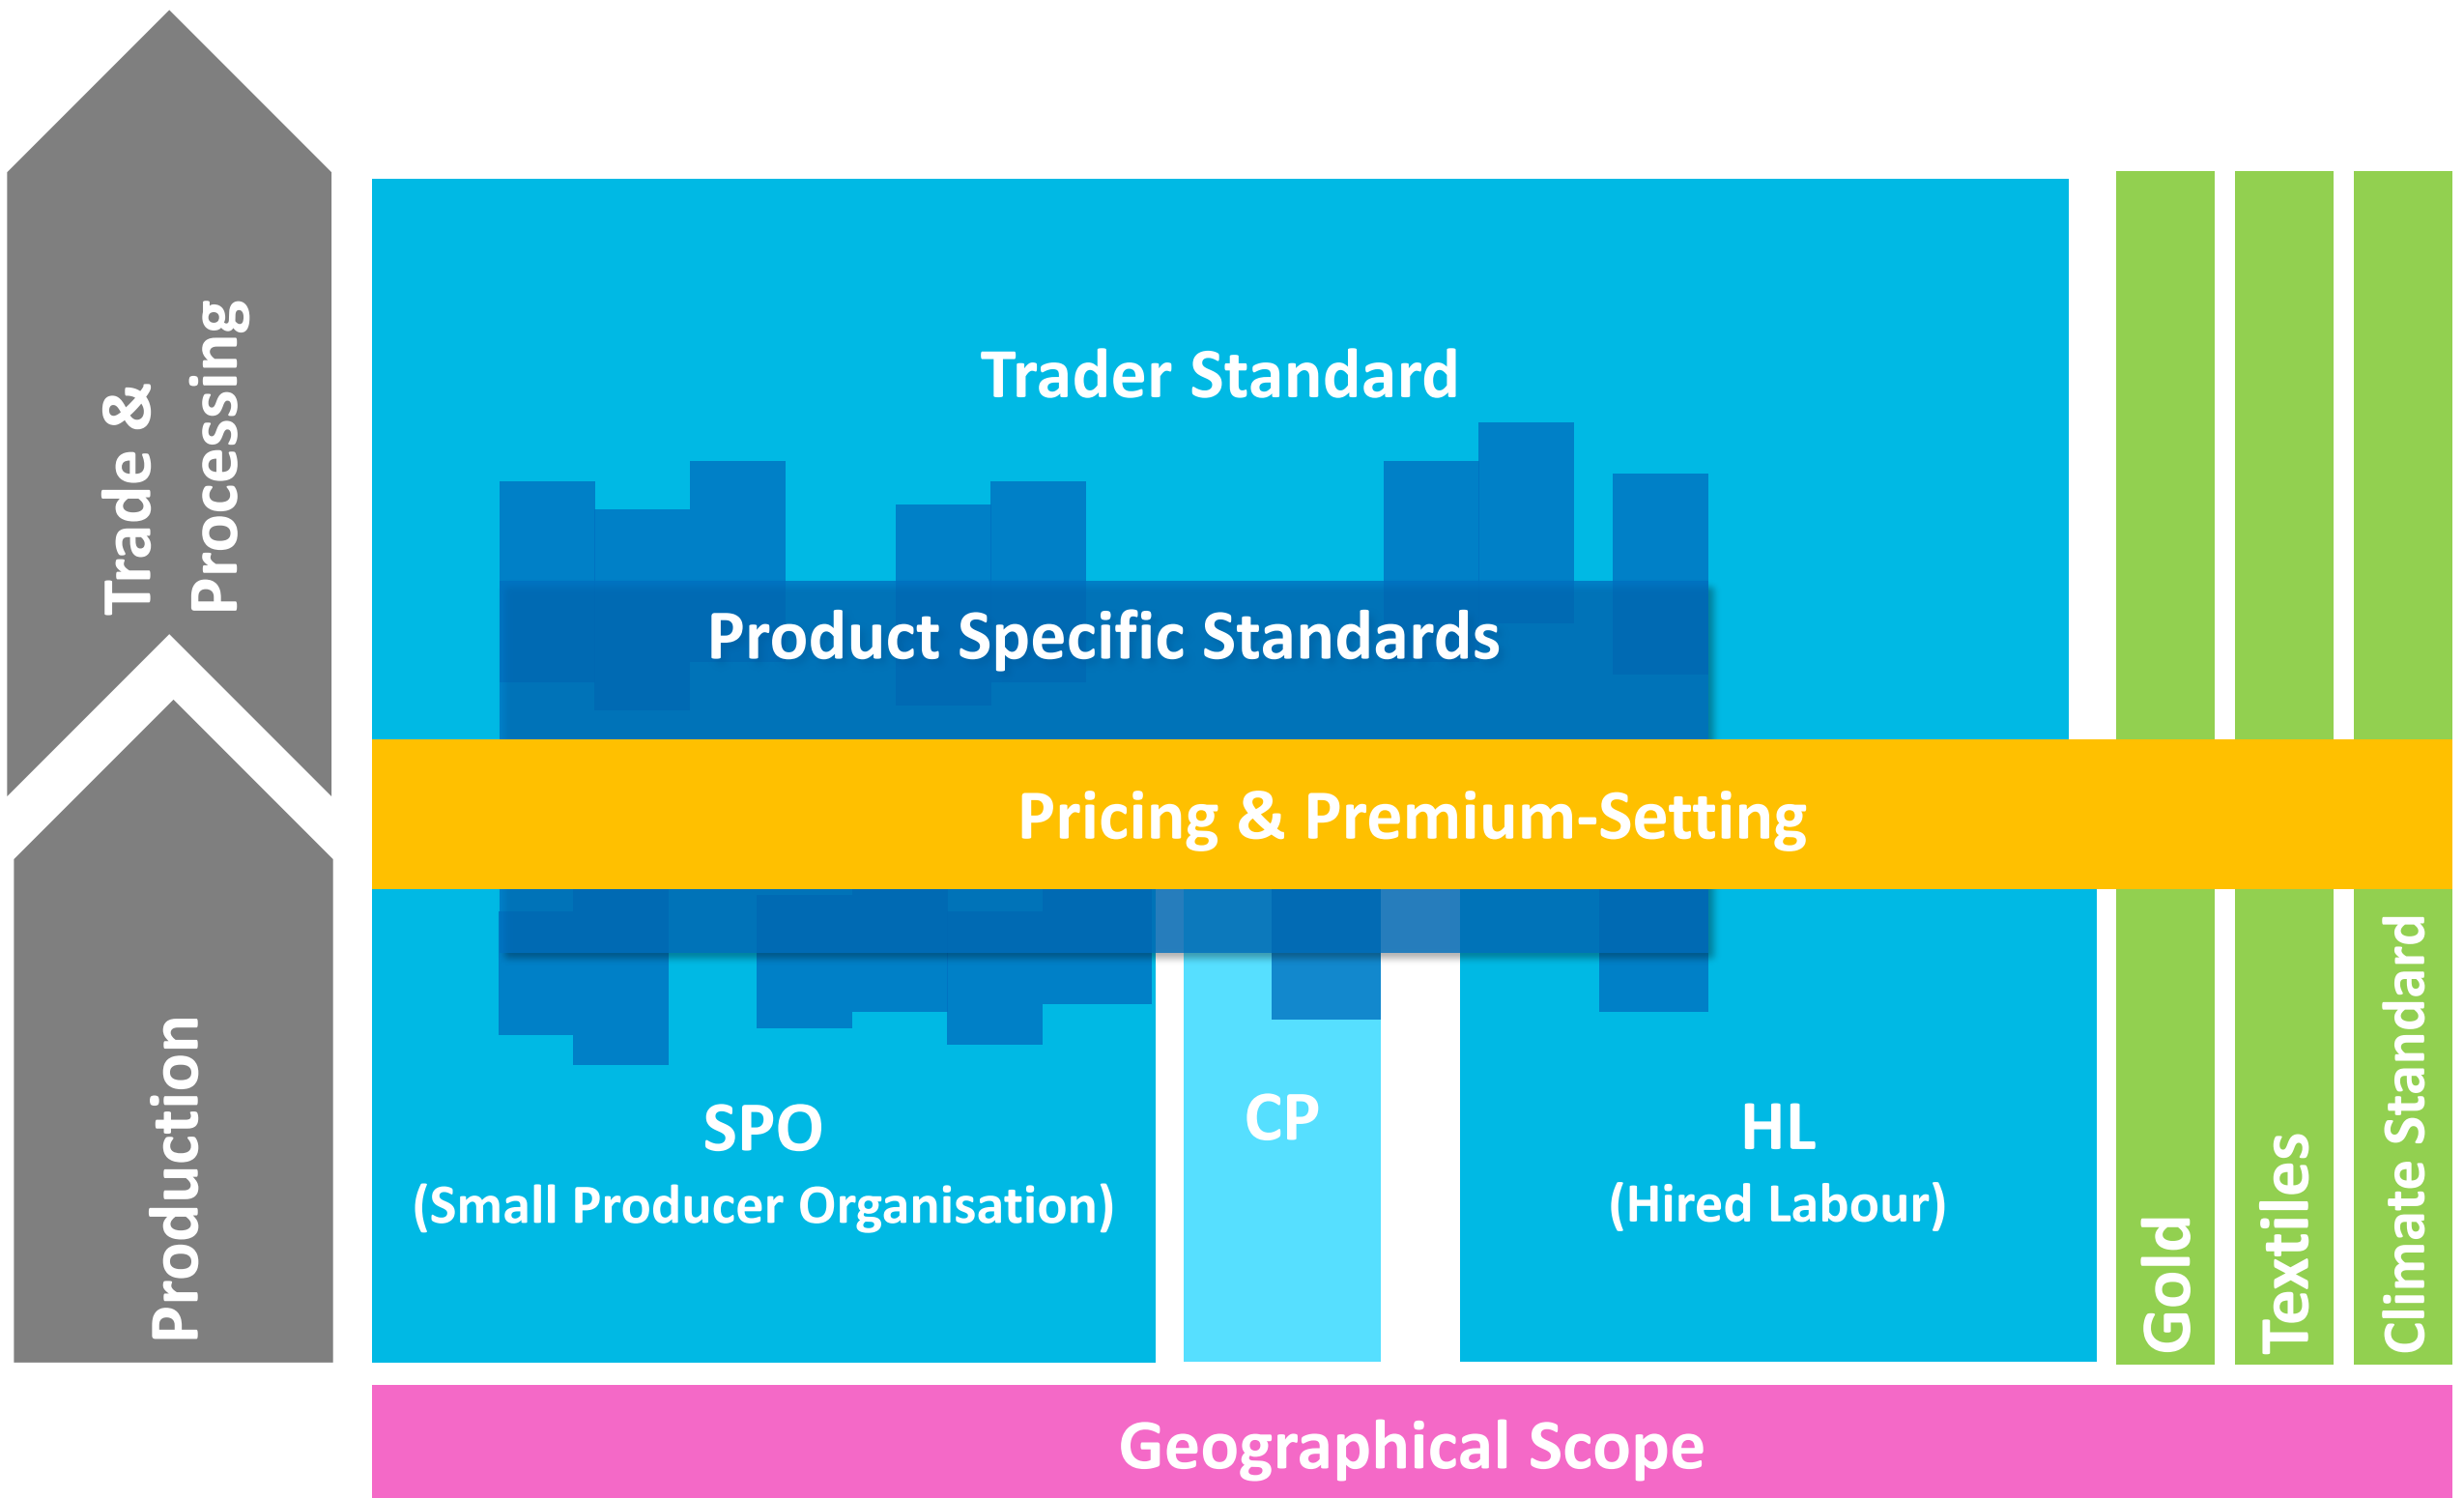 Trade &
Processing
Production
Trader Standard
Product Specific Standards
Pricing & Premium-Setting
SPO
(Small Producer Organisation)
CP
HL
(Hired Labour)
Gold
Textiles
Climate Standard
Geographical Scope